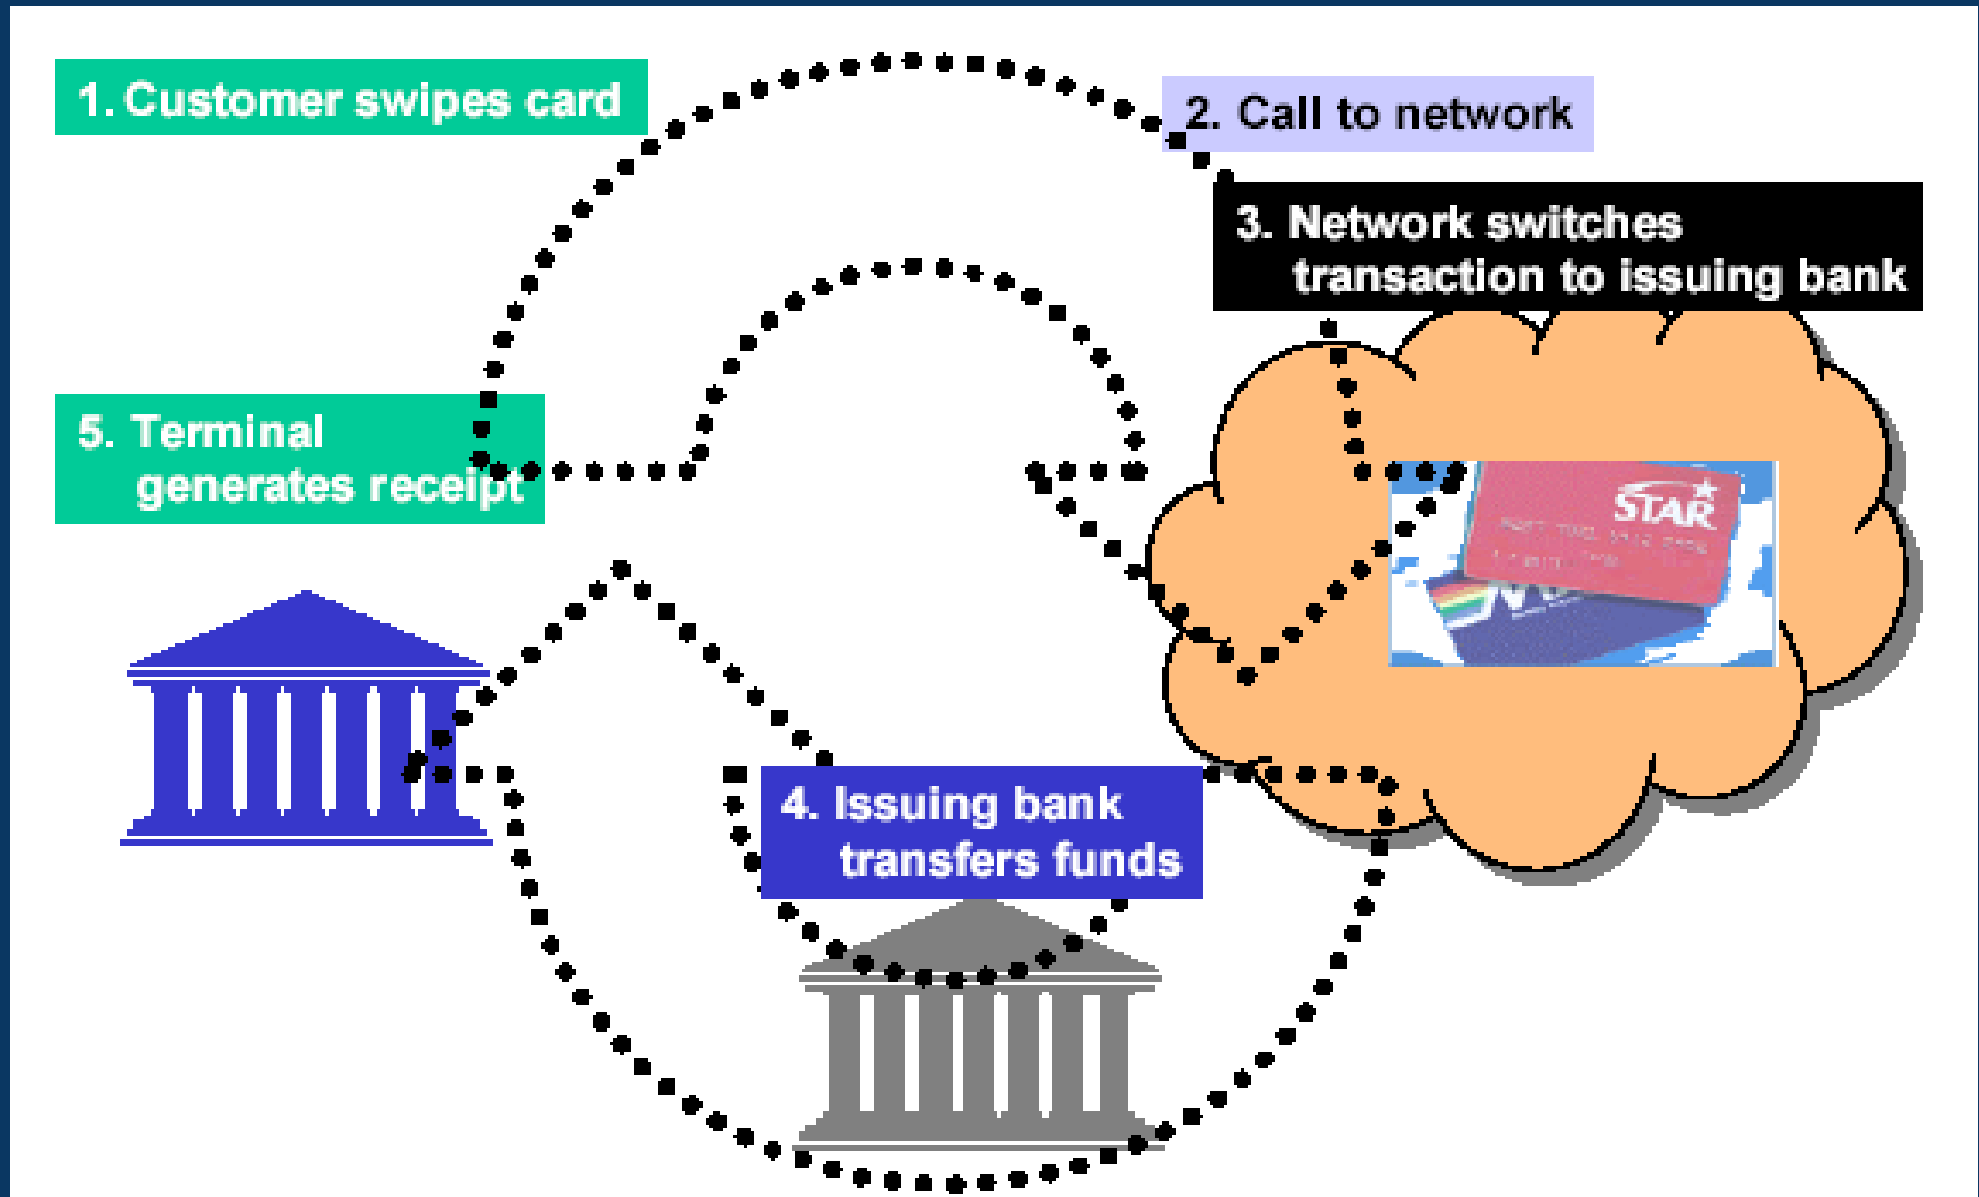 1. Customer swipes card
2. Call to network
3. Network switches
transaction to issuing bank
5. Terminal
generates receipt
STAR
4. Issuing bank
transfers funds